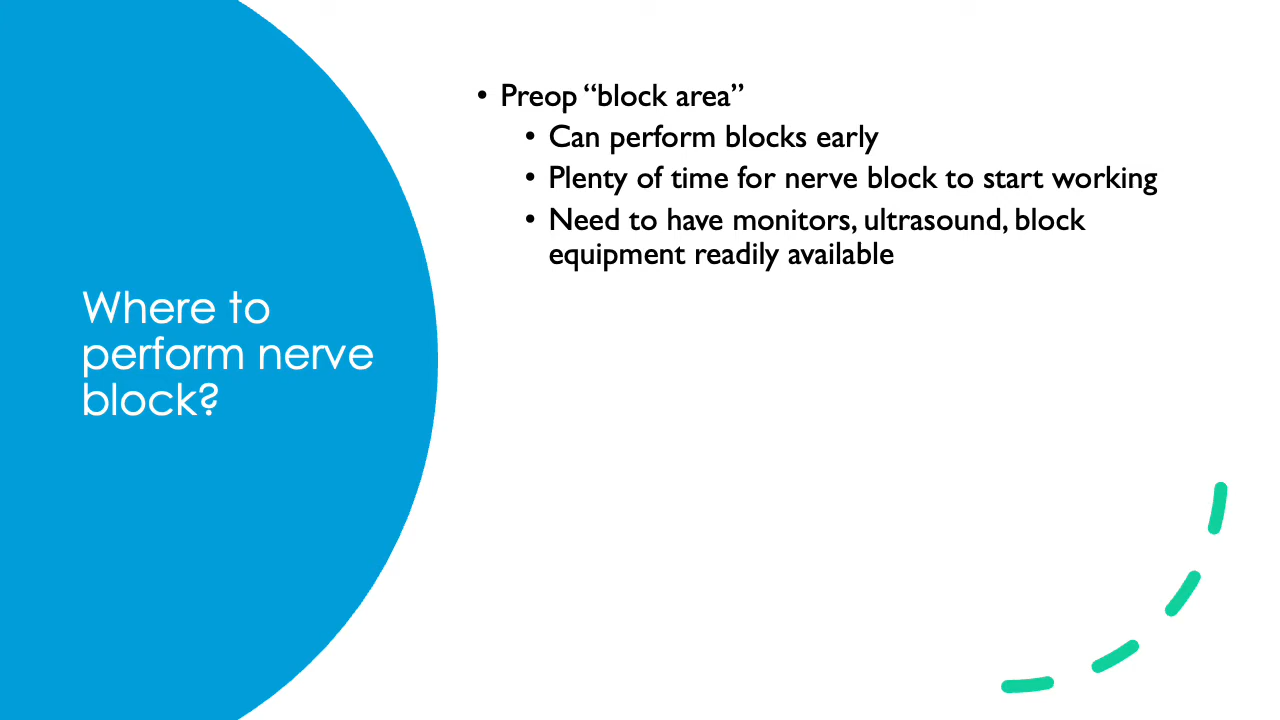 Where to
perform nerve
block?
• Preop “block area”
• Can perform blocks early
• Plenty of time for nerve block to start working
• Need to have monitors, ultrasound, block
equipment readily available